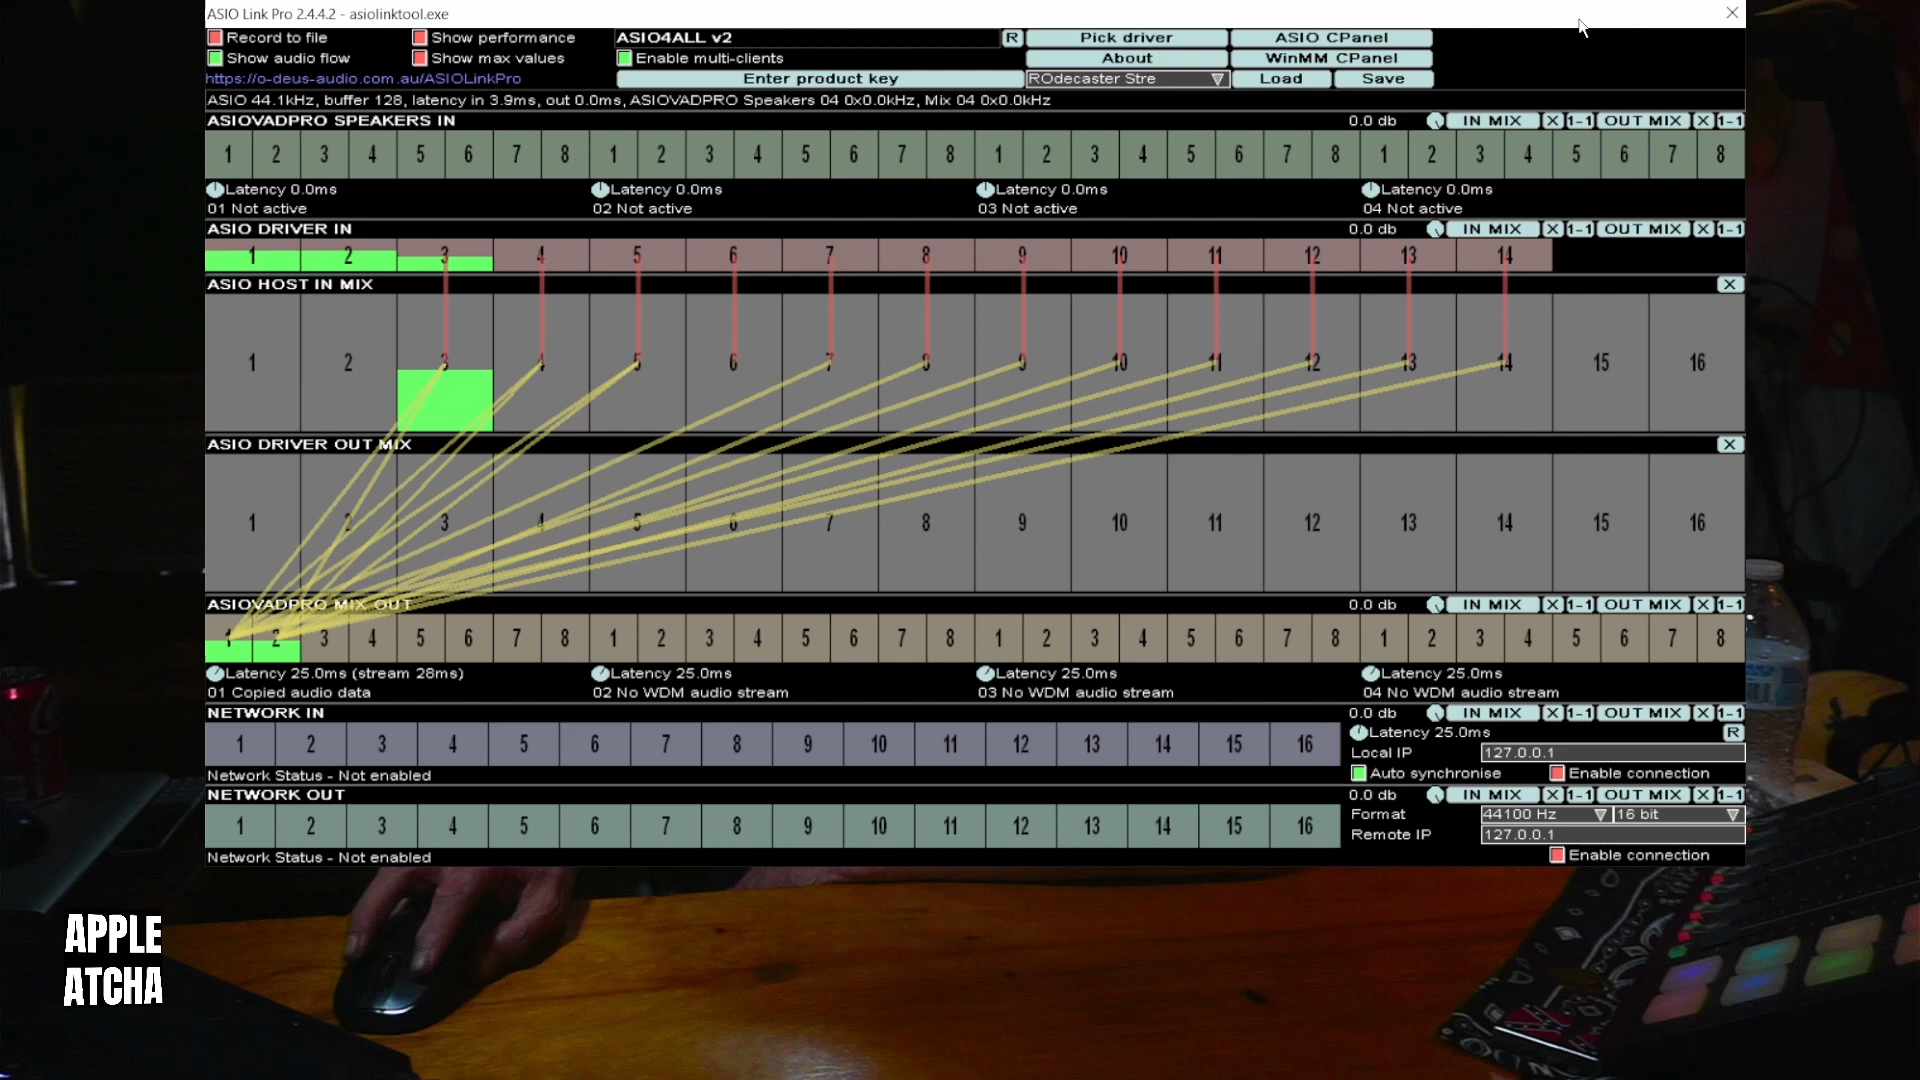 ASIO Link Pro 2.4.4.2 - asiolinktool.exe
Record to file Show performance ASIO4ALL v2 R Pick driver ASIO CPanel
Show audio flow Show max values Enable multi-clients About WinMM CPanel
https://o-deus-audio.com.au/ASIOLinkPro Enter product key ROdecaster Stre Load Save
ASIO 44.1kHz, buffer 128, latency in 3.9ms, out 0.0ms, ASIOVADPRO Speakers 04 0x0.0kHz, Mix 04 0x0.0kHz
ASIOVADPRO SPEAKERS IN 0.0 db IN MIX X 1-1 OUT MIX X 1-1
1 2 3 4 5 6 7 8 1 2 3 4 5 6 7 8 1 2 3 4 5 6 7 8 1 2 3 4 5 6 7 8
Latency 0.0ms Latency 0.0ms Latency 0.0ms Latency 0.0ms
01 Not active 02 Not active 03 Not active 04 Not active
ASIO DRIVER IN 0.0 db IN MIX X 1-1 OUT MIX X 1-1
1 2 3 4 5 6 7 8 9 10 11 12 13 14
ASIO HOST IN MIX X
1 2 3 4 5 6 7 8 9 10 11 12 13 14 15 16
ASIO DRIVER OUT MIX X
1 2 3 4 5 6 7 8 9 10 11 12 13 14 15 16
ASIOVADPRO MIX OUT 0.0 db IN MIX X 1-1 OUT MIX X 1-1
1 2 3 4 5 6 7 8 1 2 3 4 5 6 7 8 1 2 3 4 5 6 7 8 1 2 3 4 5 6 7 8
Latency 25.0ms (stream 28ms) Latency 25.0ms Latency 25.0ms Latency 25.0ms
01 Copied audio data 02 No WDM audio stream 03 No WDM audio stream 04 No WDM audio stream
NETWORK IN 0.0 db IN MIX X 1-1 OUT MIX X 1-1
Latency 25.0ms R
1 2 3 4 5 6 7 8 9 10 11 12 13 14 15 16
Local IP 127.0.0.1
Network Status - Not enabled Auto synchronise Enable connection
NETWORK OUT 0.0 db IN MIX X 1-1 OUT MIX X 1-1
Format 44100 Hz 16 bit
1 2 3 4 5 6 7 8 9 10 11 12 13 14 15 16
Remote IP 127.0.0.1
Network Status - Not enabled Enable connection
APPLE
ATCHA